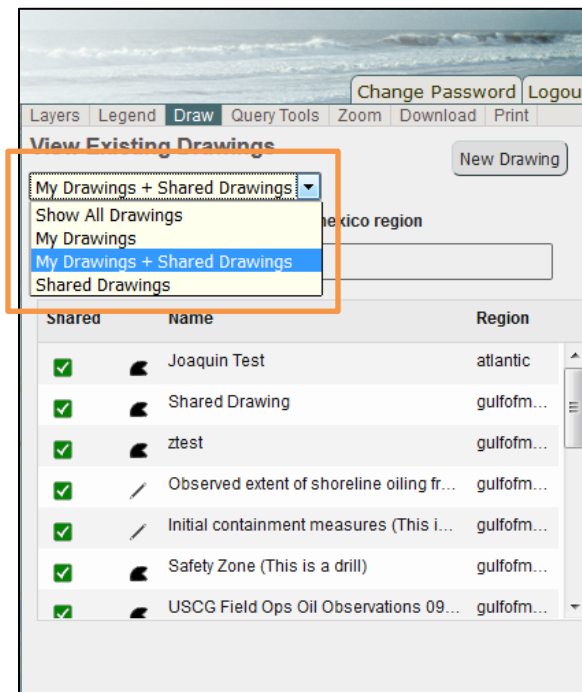 Change Password Logou
Layers Legend Draw Query Tools Zoom Download Print
View Existing Drawings
New Drawing
My Drawings + Shared Drawings
Show All Drawings
My Drawings
My Drawings + Shared Drawings
Shared Drawings
mexico region
Shared Name Region
Joaquin Test atlantic
Shared Drawing gulfofm...
ztest gulfofm...
Observed extent of shoreline oiling fr... gulfofm...
Initial containment measures (This i... gulfofm...
Safety Zone (This is a drill) gulfofm...
USCG Field Ops Oil Observations 09... gulfofm...